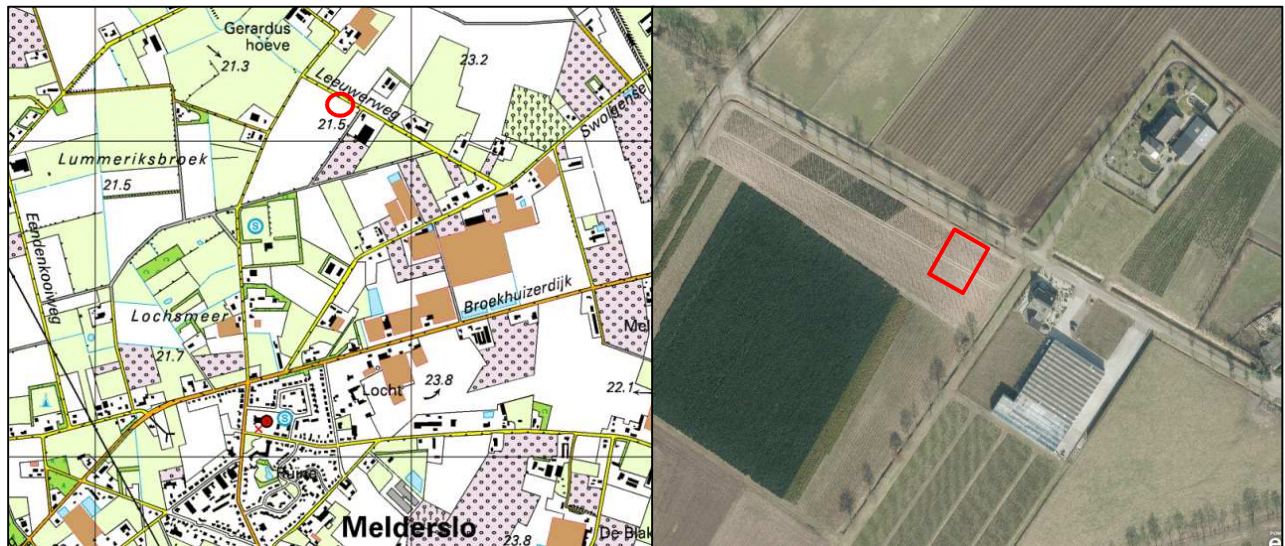 Gerardus
hoeve
23.2
21.3
Leeuwerweg
Swolgense
21.5
Lummeriksbroek
21.5
S
Eendenkooiweg
Broekhuizerdijk
Lochsmeer
Mel
21.7
Locht
23.8
22.1
S
Ruïne
Melderslo
De Blak
23.8
e